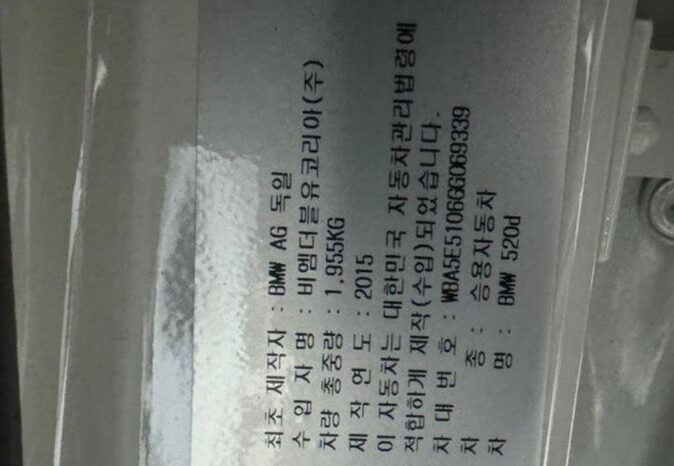 최초 제작자 : BMW AG 독일
수 입 자 명 : 비엠더블유코리아(주)
차량 총중량 : 1,955KG
제 작 연 도 : 2015
이 자동차는 대한민국 자동차관리법령에
적합하게 제작(수입)되었습니다.
차 대 번 호 : WBA5E5106GG069339
차 종 : 승용자동차
차 명 : BMW 520d